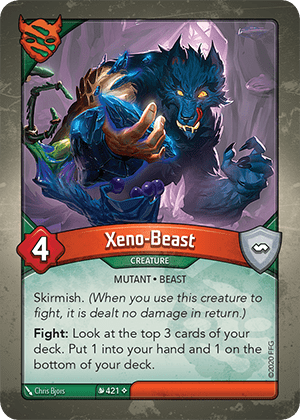 4
Xeno-Beast
CREATURE
MUTANT • BEAST
Skirmish. (When you use this creature to
fight, it is dealt no damage in return.)
Fight: Look at the top 3 cards of your
deck. Put 1 into your hand and 1 on the
bottom of your deck.
Chris Bjors
421
©2020 FFG